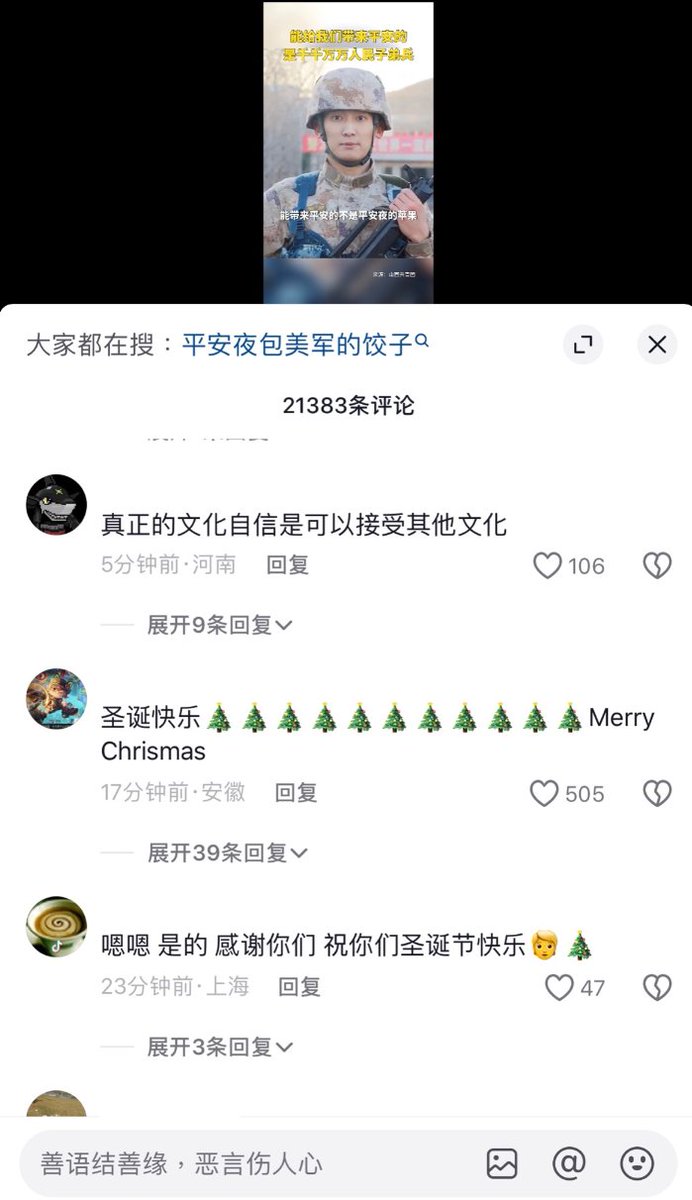 能给我们带来平安的
是千千万万人民子弟兵
能带来平安的不是平安夜的苹果
大家都在搜：平安夜包美军的饺子
21383条评论
真正的文化自信是可以接受其他文化
5分钟前·河南 回复 106
展开9条回复
圣诞快乐🎄🎄🎄🎄🎄🎄🎄🎄🎄🎄🎄Merry
Chrismas
17分钟前·安徽 回复 505
展开39条回复
嗯嗯 是的 感谢你们 祝你们圣诞节快乐🧑🎄
23分钟前·上海 回复 47
展开3条回复
善语结善缘，恶言伤人心